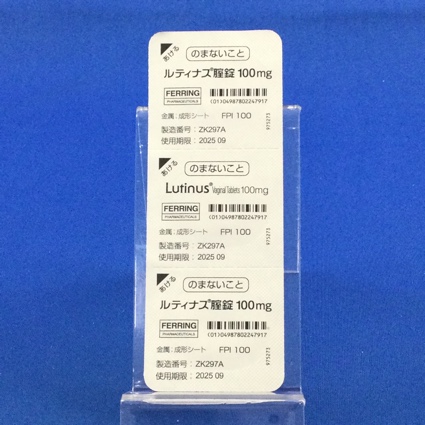 あける
のまないこと
ルティナス®腟錠 100mg
FERRING
PHARMACEUTICALS
(01)04987802247917
金属、成形シート FPI 100
製造番号：ZK297A
使用期限：2025 09
975273
あける
のまないこと
Lutinus® Vaginal Tablets 100mg
FERRING
PHARMACEUTICALS
(01)04987802247917
金属、成形シート FPI 100
製造番号：ZK297A
使用期限：2025 09
975273
あける
のまないこと
ルティナス®腟錠 100mg
FERRING
PHARMACEUTICALS
(01)04987802247917
金属、成形シート FPI 100
製造番号：ZK297A
使用期限：2025 09
975273